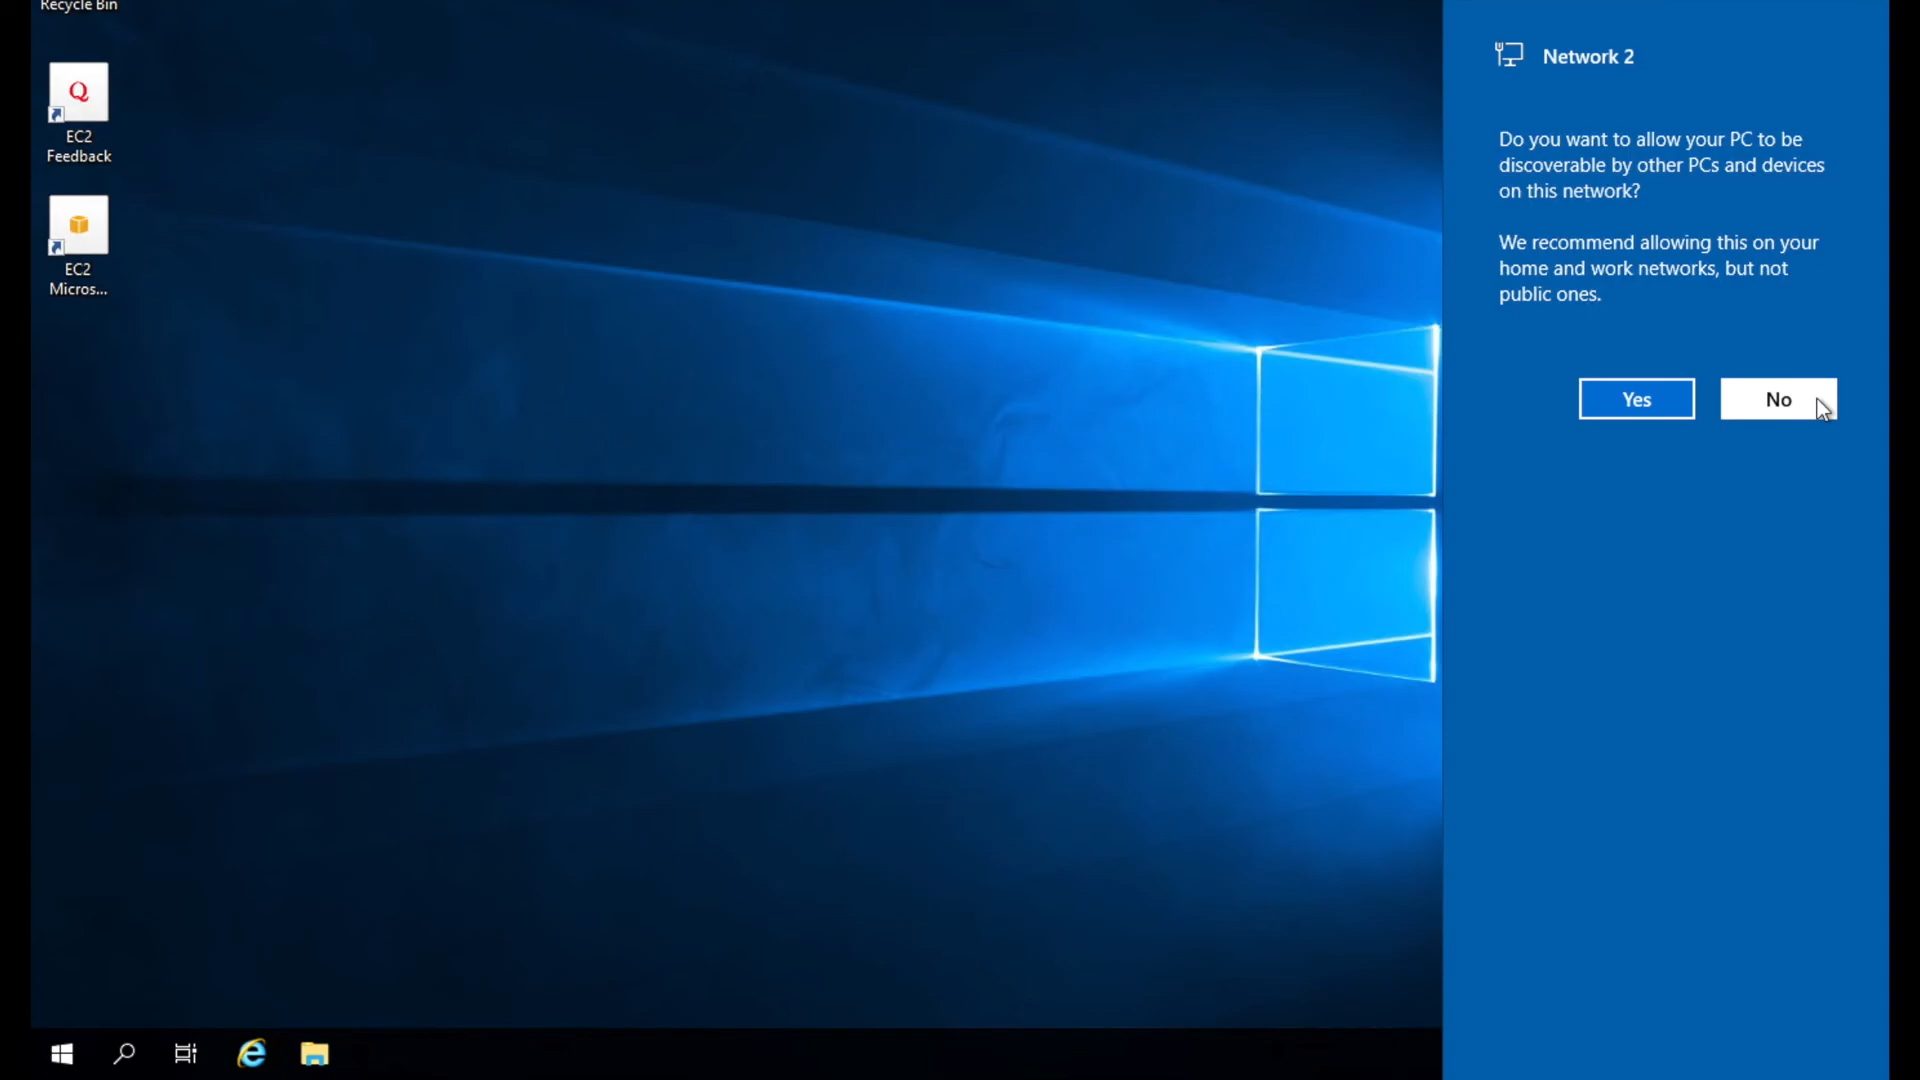 Recycle Bin
Q
EC2
Feedback
EC2
Micros...
Network 2
Do you want to allow your PC to be
discoverable by other PCs and devices
on this network?
We recommend allowing this on your
home and work networks, but not
public ones.
Yes
No